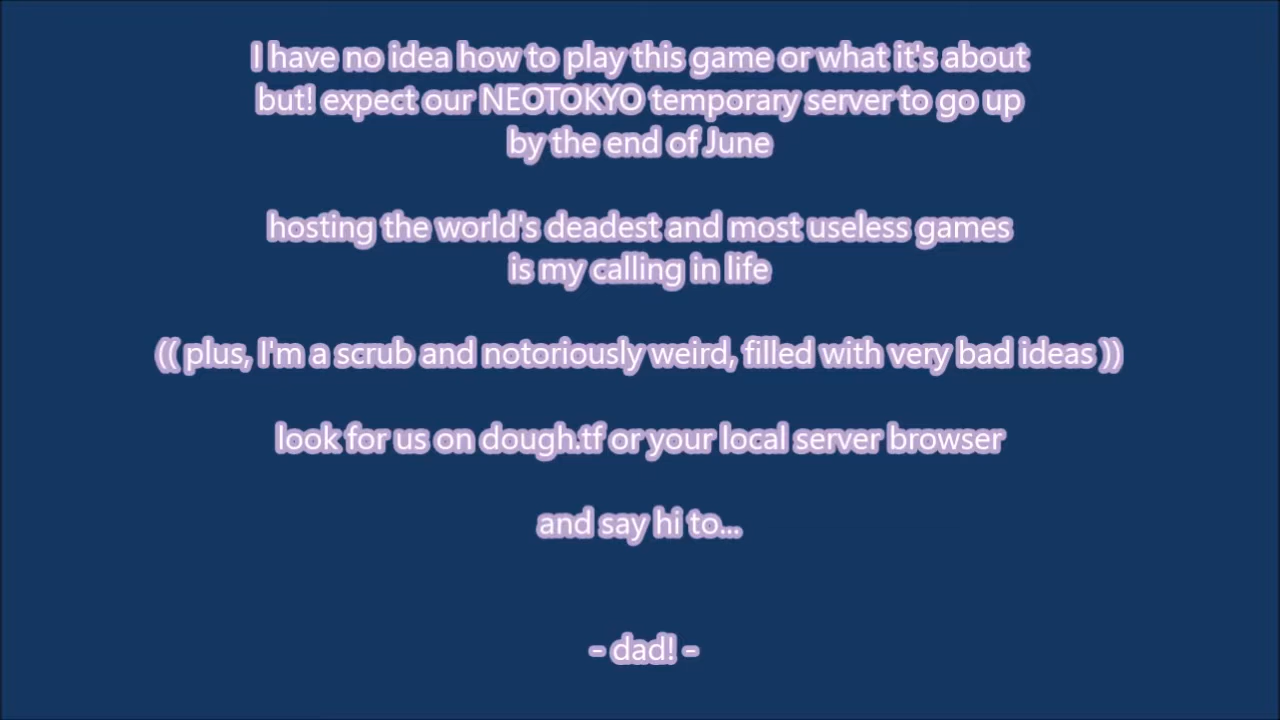 I have no idea how to play this game or what it's about
but! expect our NEOTOKYO temporary server to go up
by the end of June
hosting the world's deadest and most useless games
is my calling in life
(( plus, I'm a scrub and notoriously weird, filled with very bad ideas ))
look for us on dough.tf or your local server browser
and say hi to...
- dad! -